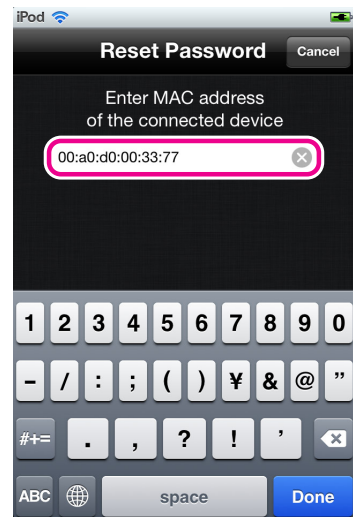 iPod
Reset Password Cancel
Enter MAC address
of the connected device
00:a0:d0:00:33:77
1 2 3 4 5 6 7 8 9 0
- / : ; ( ) ¥ & @ ”
#+= . , ? ! ’
ABC space Done